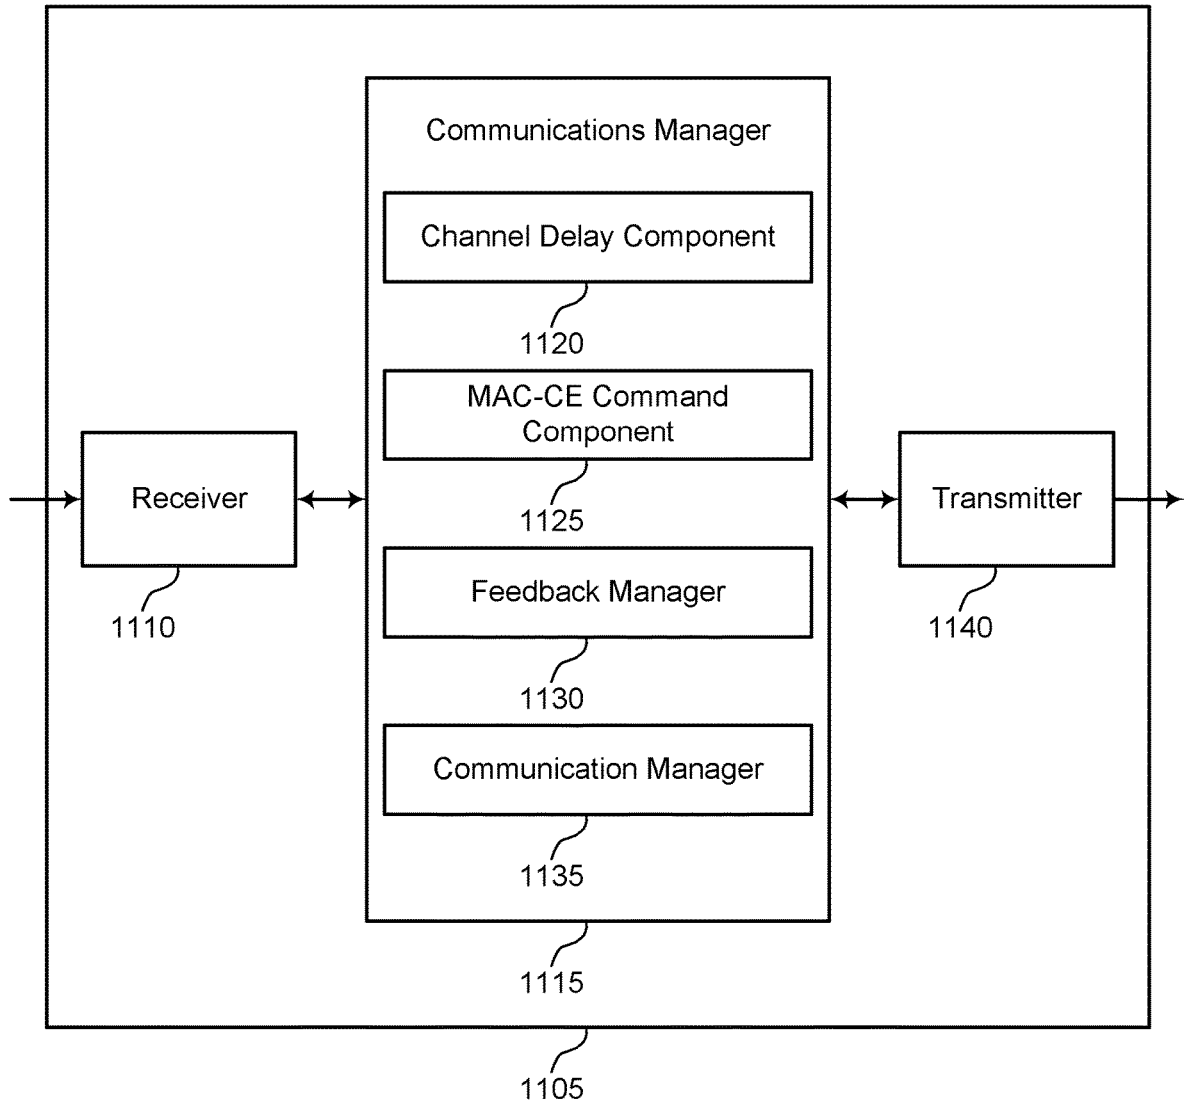 Communications Manager
Channel Delay Component
1120
MAC-CE Command
Component
1125
Receiver
1110
Transmitter
1140
Feedback Manager
1130
Communication Manager
1135
1115
1105